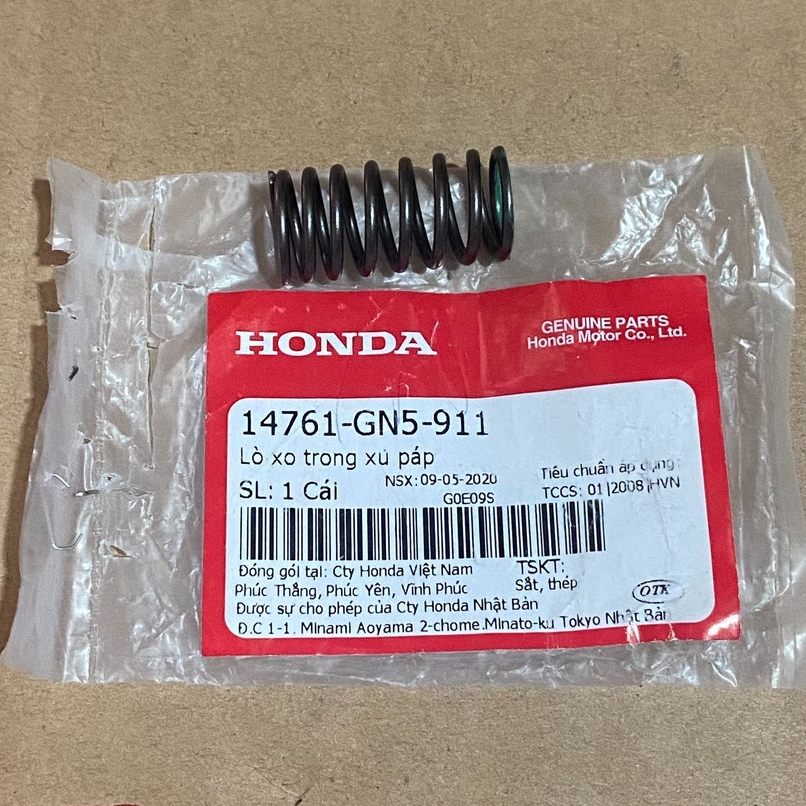 HONDA
GENUINE PARTS
Honda Motor Co., Ltd.
14761-GN5-911
Lò xo trong xú páp
SL: 1 Cái
NSX: 09-05-2020
G0E09S
Tiêu chuẩn áp dụng:
TCCS: 01|2008|HVN
Đóng gói tại: Cty Honda Việt Nam
Phúc Thắng, Phúc Yên, Vĩnh Phúc
Được sự cho phép của Cty Honda Nhật Bản
Đ.C 1-1. Minami Aoyama 2-chome.Minato-ku Tokyo Nhật Bản
TSKT:
Sắt, thép
OTK